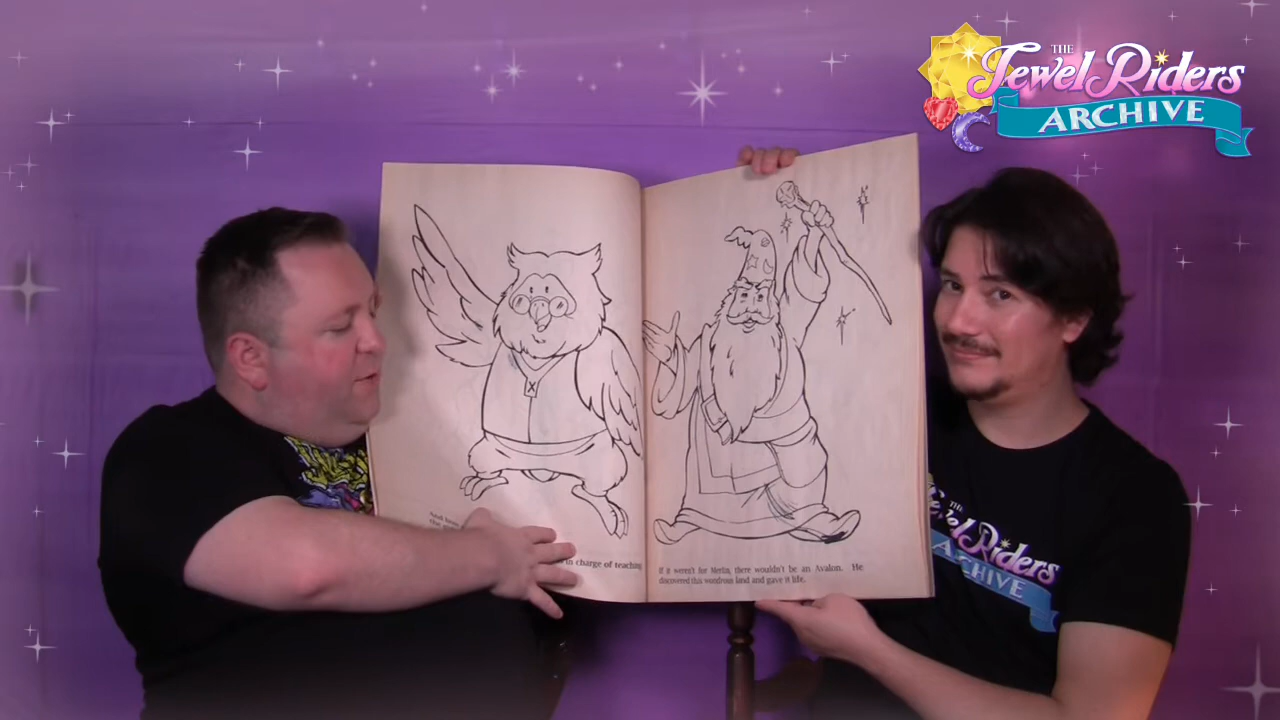 THE
Jewel Riders
ARCHIVE
in charge of teaching
If it weren't for Merlin, there wouldn't be an Avalon. He
discovered this wondrous land and gave it life.
THE
Jewel Riders
ARCHIVE